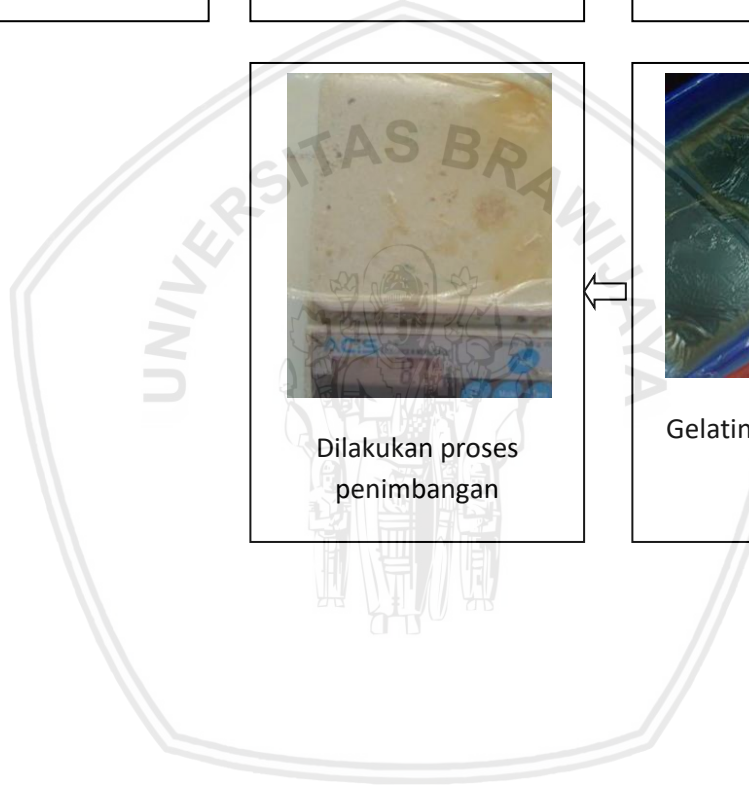 UNIVERSITAS BRAWIJAYA
ACS
Dilakukan proses
penimbangan
Gelatin